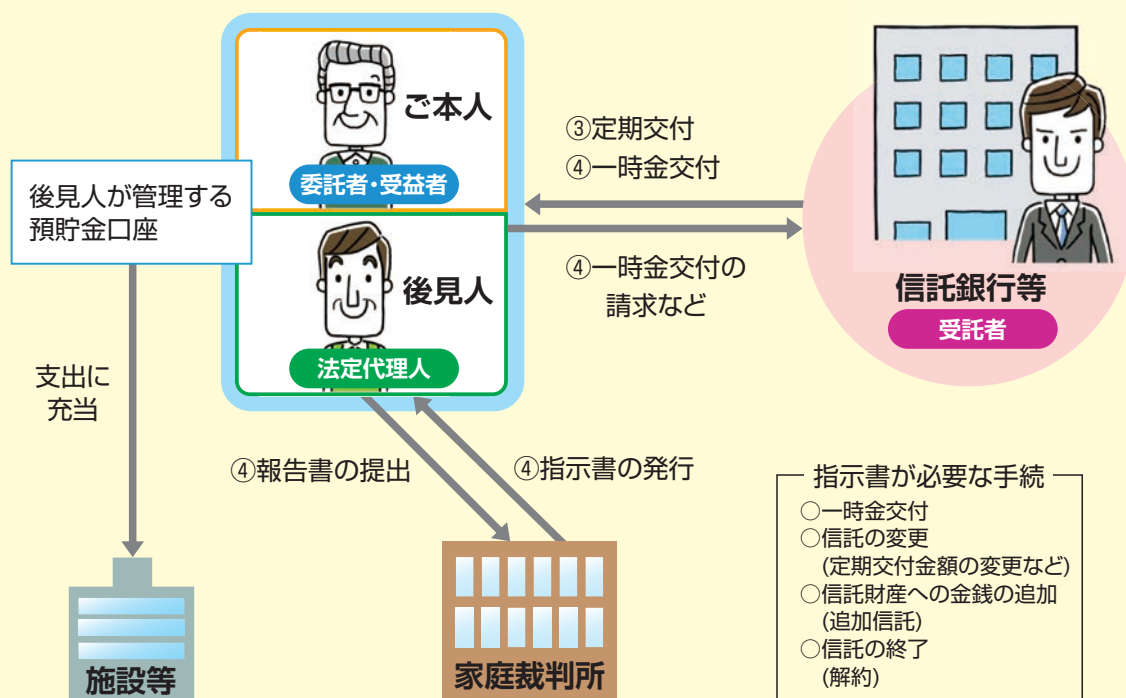 ご本人
委託者・受益者
後見人が管理する
預貯金口座
後見人
法定代理人
③定期交付
④一時金交付
④一時金交付の
請求など
信託銀行等
受託者
支出に
充当
④報告書の提出
④指示書の発行
施設等
家庭裁判所
指示書が必要な手続
○一時金交付
○信託の変更
(定期交付金額の変更など)
○信託財産への金銭の追加
(追加信託)
○信託の終了
(解約)